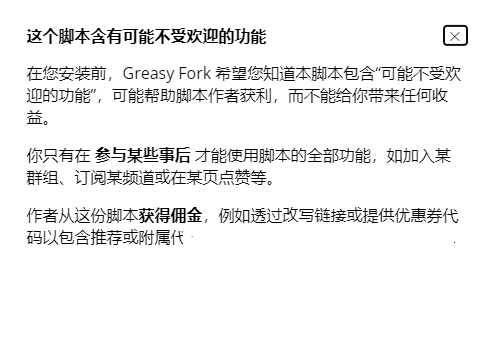 这个脚本含有可能不受欢迎的功能
在您安装前，Greasy Fork 希望您知道本脚本包含“可能不受欢
迎的功能”，可能帮助脚本作者获利，而不能给你带来任何收
益。
你只有在 参与某些事后 才能使用脚本的全部功能，如加入某
群组、订阅某频道或在某页点赞等。
作者从这份脚本获得佣金，例如透过改写链接或提供优惠券代
码以包含推荐或附属